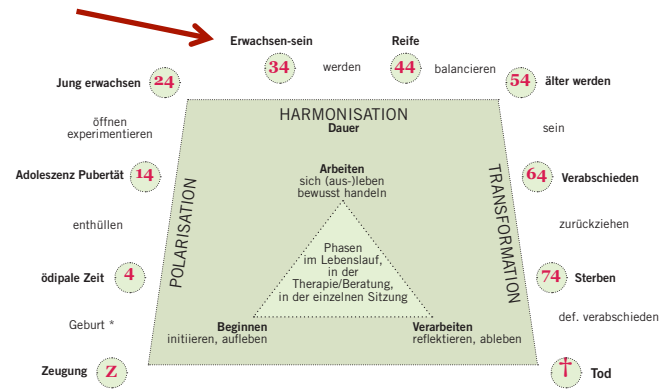 Erwachsen-sein
Reife
34
werden
44
balancieren
Jung erwachsen
24
54
älter werden
HARMONISATION
Dauer
öffnen
experimentieren
sein
Arbeiten
sich (aus-)leben
bewusst handeln
Adoleszenz Pubertät
14
64
Verabschieden
POLARISATION
TRANSFORMATION
enthüllen
zurückziehen
Phasen
im Lebenslauf,
in der
Therapie/Beratung,
in der einzelnen Sitzung
ödipale Zeit
4
74
Sterben
Geburt *
def. verabschieden
Beginnen
initiieren, aufleben
Verarbeiten
reflektieren, ableben
Zeugung
Z
†
Tod